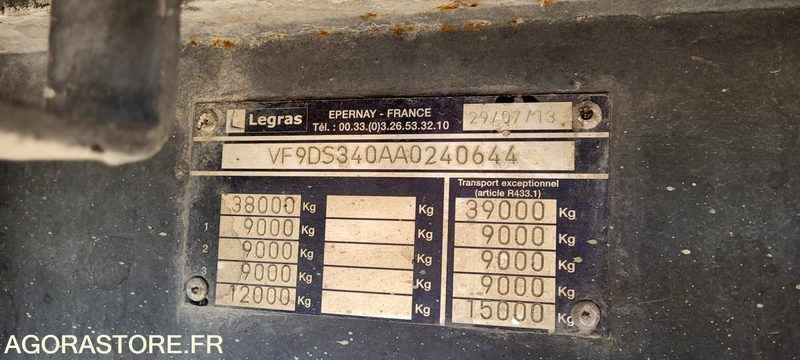 Legras
EPERNAY - FRANCE
Tél. : 00.33.(0)3.26.53.32.10
29/07/13
VF9DS340AA0240644
Transport exceptionnel
(article R433.1)
38000 Kg Kg 39000 Kg
1 9000 Kg Kg 9000 Kg
2 9000 Kg Kg 9000 Kg
3 9000 Kg Kg 9000 Kg
12000 Kg Kg 15000 Kg
AGORASTORE.FR